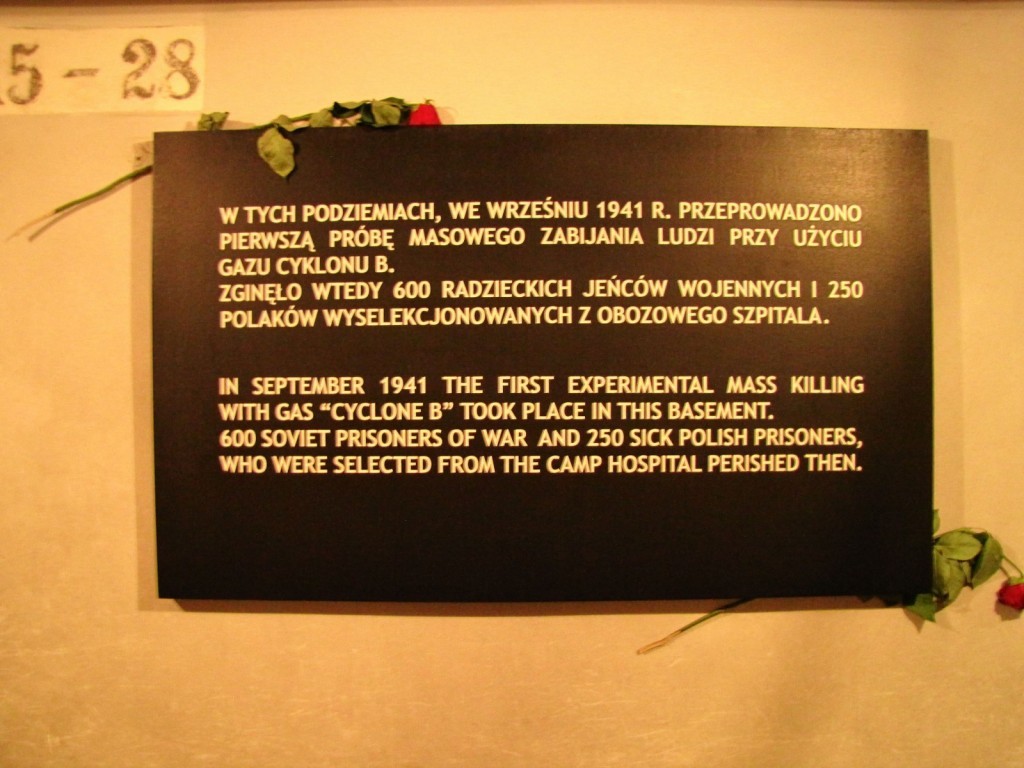 5 - 28
W TYCH PODZIEMIACH, WE WRZEŚNIU 1941 R. PRZEPROWADZONO
PIERWSZĄ PRÓBĘ MASOWEGO ZABIJANIA LUDZI PRZY UŻYCIU
GAZU CYKLONU B.
ZGINĘŁO WTEDY 600 RADZIECKICH JEŃCÓW WOJENNYCH I 250
POLAKÓW WYSELEKCJONOWANYCH Z OBOZOWEGO SZPITALA.
IN SEPTEMBER 1941 THE FIRST EXPERIMENTAL MASS KILLING
WITH GAS “CYCLONE B” TOOK PLACE IN THIS BASEMENT.
600 SOVIET PRISONERS OF WAR AND 250 SICK POLISH PRISONERS,
WHO WERE SELECTED FROM THE CAMP HOSPITAL PERISHED THEN.